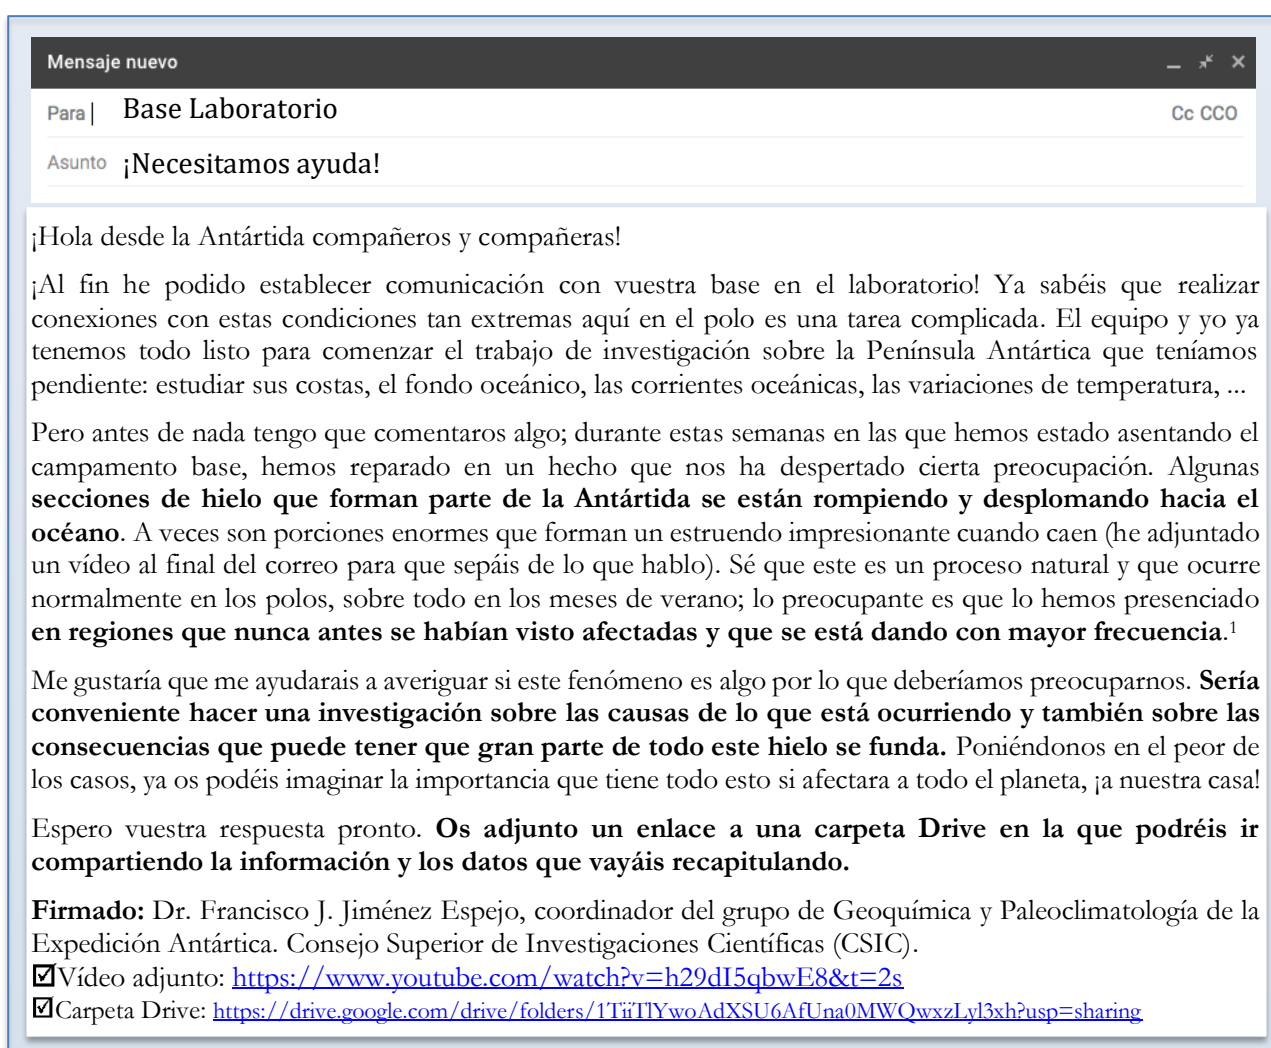 Mensaje nuevo
Para Base Laboratorio Cc CCO
Asunto ¡Necesitamos ayuda!
¡Hola desde la Antártida compañeros y compañeras!
¡Al fin he podido establecer comunicación con vuestra base en el laboratorio! Ya sabéis que realizar
conexiones con estas condiciones tan extremas aquí en el polo es una tarea complicada. El equipo y yo ya
tenemos todo listo para comenzar el trabajo de investigación sobre la Península Antártica que teníamos
pendiente: estudiar sus costas, el fondo oceánico, las corrientes oceánicas, las variaciones de temperatura, ...
Pero antes de nada tengo que comentaros algo; durante estas semanas en las que hemos estado asentando el
campamento base, hemos reparado en un hecho que nos ha despertado cierta preocupación. Algunas
secciones de hielo que forman parte de la Antártida se están rompiendo y desplomando hacia el
océano. A veces son porciones enormes que forman un estruendo impresionante cuando caen (he adjuntado
un vídeo al final del correo para que sepáis de lo que hablo). Sé que este es un proceso natural y que ocurre
normalmente en los polos, sobre todo en los meses de verano; lo preocupante es que lo hemos presenciado
en regiones que nunca antes se habían visto afectadas y que se está dando con mayor frecuencia.¹
Me gustaría que me ayudarais a averiguar si este fenómeno es algo por lo que deberíamos preocuparnos. Sería
conveniente hacer una investigación sobre las causas de lo que está ocurriendo y también sobre las
consecuencias que puede tener que gran parte de todo este hielo se funda. Poniéndonos en el peor de
los casos, ya os podéis imaginar la importancia que tiene todo esto si afectara a todo el planeta, ¡a nuestra casa!
Espero vuestra respuesta pronto. Os adjunto un enlace a una carpeta Drive en la que podréis ir
compartiendo la información y los datos que vayáis recapitulando.
Firmado: Dr. Francisco J. Jiménez Espejo, coordinador del grupo de Geoquímica y Paleoclimatología de la
Expedición Antártica. Consejo Superior de Investigaciones Científicas (CSIC).
☑Vídeo adjunto: https://www.youtube.com/watch?v=h29dI5qbwE8&t=2s
☑Carpeta Drive: https://drive.google.com/drive/folders/1TiiTlYwoAdXSU6AfUna0MWQwxzLyl3xh?usp=sharing